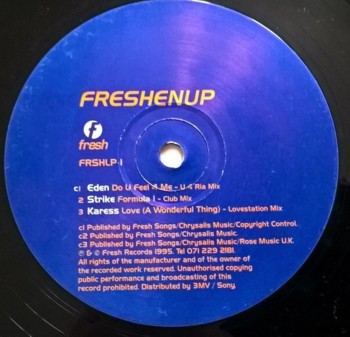 FRESHENUP
f
fresh
FRSHLP 1
c1 Eden Do U Feel 4 Me - U 4 Ria Mix
2 Strike Formula 1 - Club Mix
3 Karess Love (A Wonderful Thing) - Lovestation Mix
c1 Published by Fresh Songs/Chrysalis Music/Copyright Control.
c2 Published by Fresh Songs/Chrysalis Music.
c3 Published by Fresh Songs/Chrysalis Music/Rose Music U.K.
℗ & © Fresh Records 1995. Tel 071 229 2181.
All rights of the manufacturer and of the owner of
the recorded work reserved. Unauthorised copying
public performance and broadcasting of this
record prohibited. Distributed by 3MV / Sony.